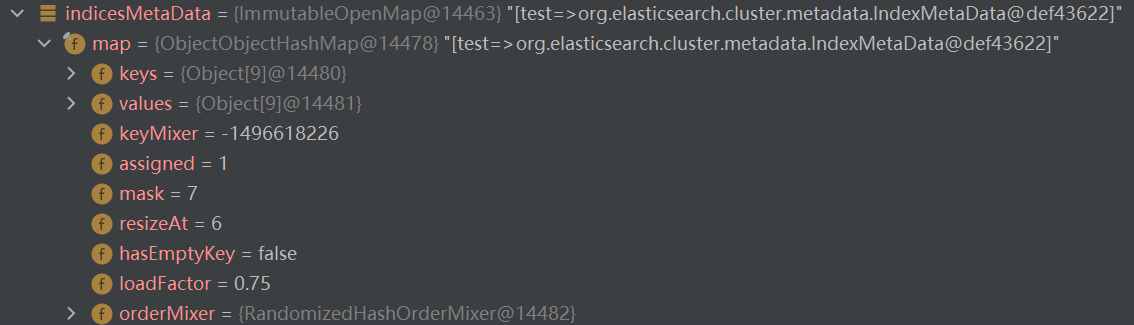 indicesMetaData = {ImmutableOpenMap@14463} "[test=>org.elasticsearch.cluster.metadata.IndexMetaData@def43622]"
f map = {ObjectObjectHashMap@14478} "[test=>org.elasticsearch.cluster.metadata.IndexMetaData@def43622]"
f keys = {Object[9]@14480}
f values = {Object[9]@14481}
f keyMixer = -1496618226
f assigned = 1
f mask = 7
f resizeAt = 6
f hasEmptyKey = false
f loadFactor = 0.75
f orderMixer = {RandomizedHashOrderMixer@14482}